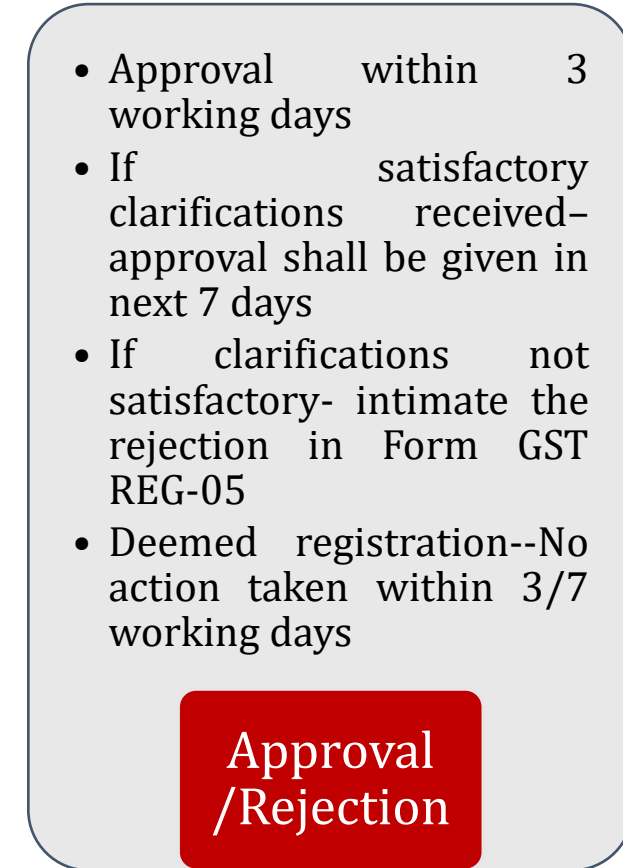 • Approval within 3
working days
• If satisfactory
clarifications received–
approval shall be given in
next 7 days
• If clarifications not
satisfactory- intimate the
rejection in Form GST
REG-05
• Deemed registration--No
action taken within 3/7
working days
Approval
/Rejection